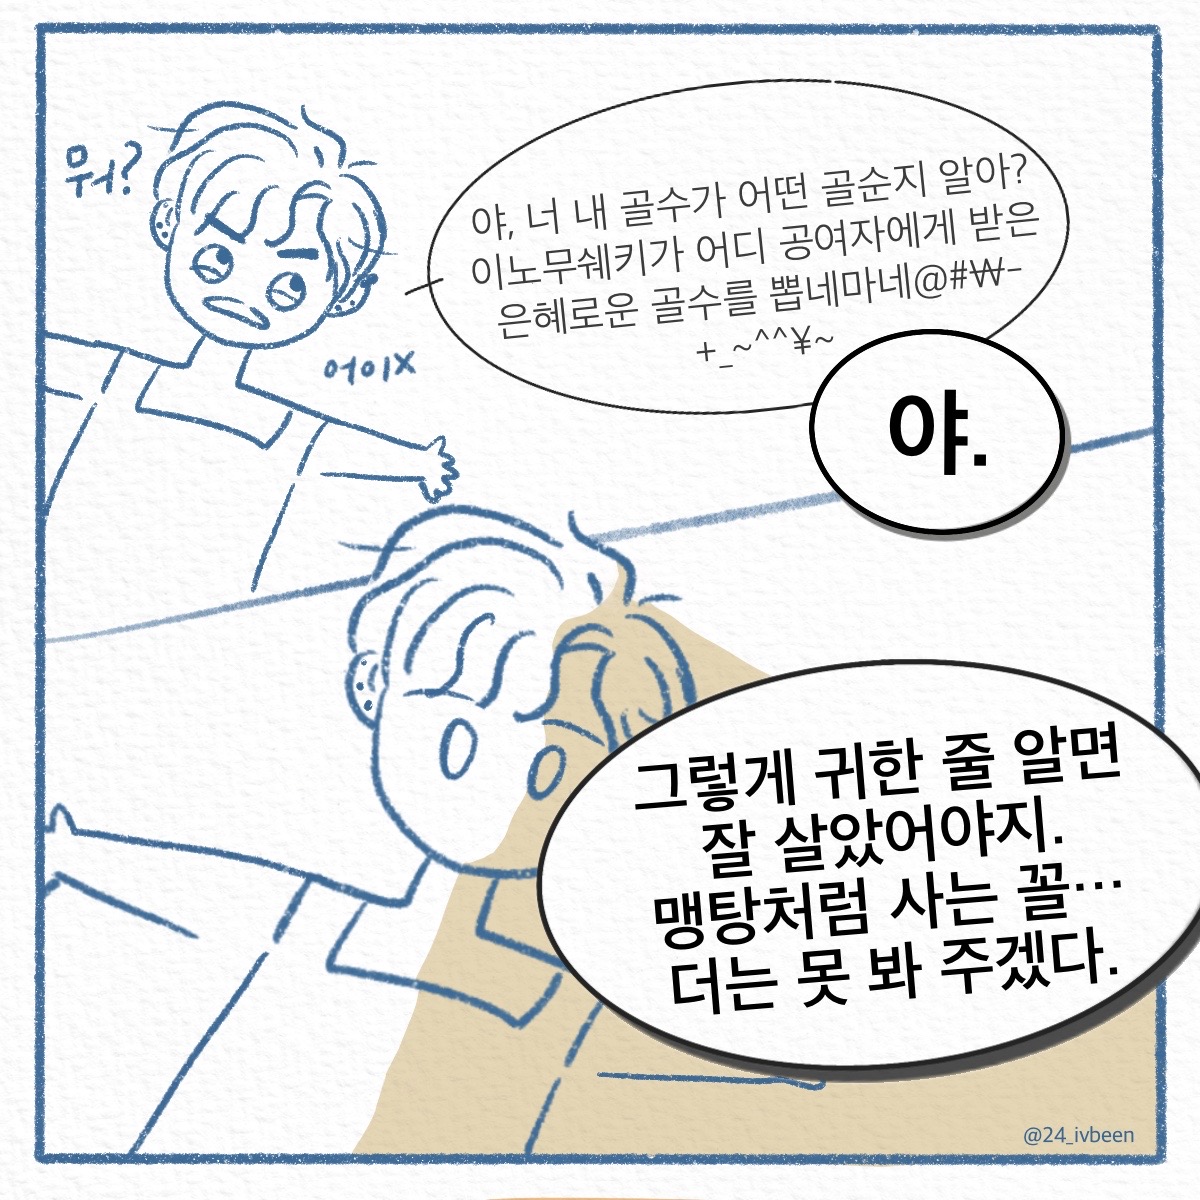 뭐?
야, 너 내 골수가 어떤 골순지 알아?
이노무쉐키가 어디 공여자에게 받은
은혜로운 골수를 뽑네마네@#₩-
+_~^^¥~
어이X
야.
그렇게 귀한 줄 알면
잘 살았어야지.
맹탕처럼 사는 꼴...
더는 못 봐 주겠다.
@24_ivbeen